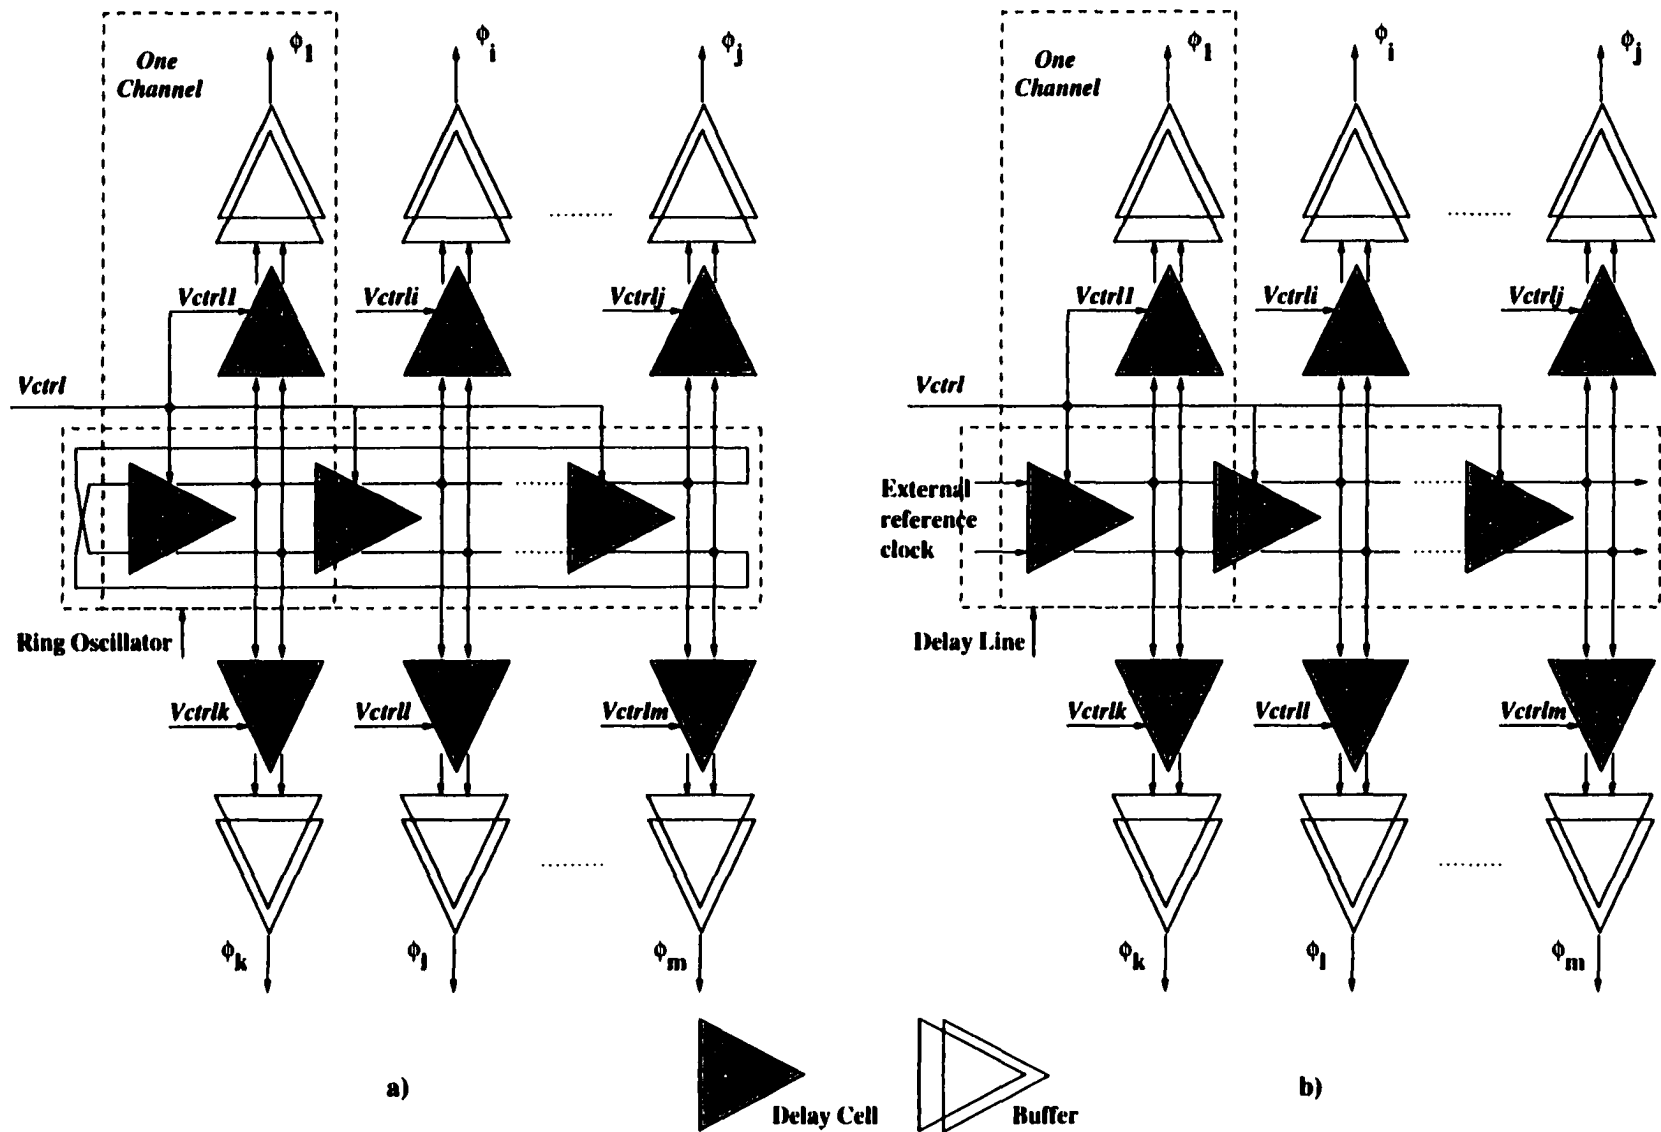 ϕ1
ϕi
ϕj
One
Channel
Vctrl1
Vctrli
Vctrlj
Vctrl
Ring Oscillator
Vctrlk
Vctrll
Vctrlm
ϕk
ϕl
ϕm
a)
ϕ1
ϕi
ϕj
One
Channel
Vctrl1
Vctrli
Vctrlj
Vctrl
External
reference
clock
Delay Line
Vctrlk
Vctrll
Vctrlm
ϕk
ϕl
ϕm
b)
Delay Cell
Buffer